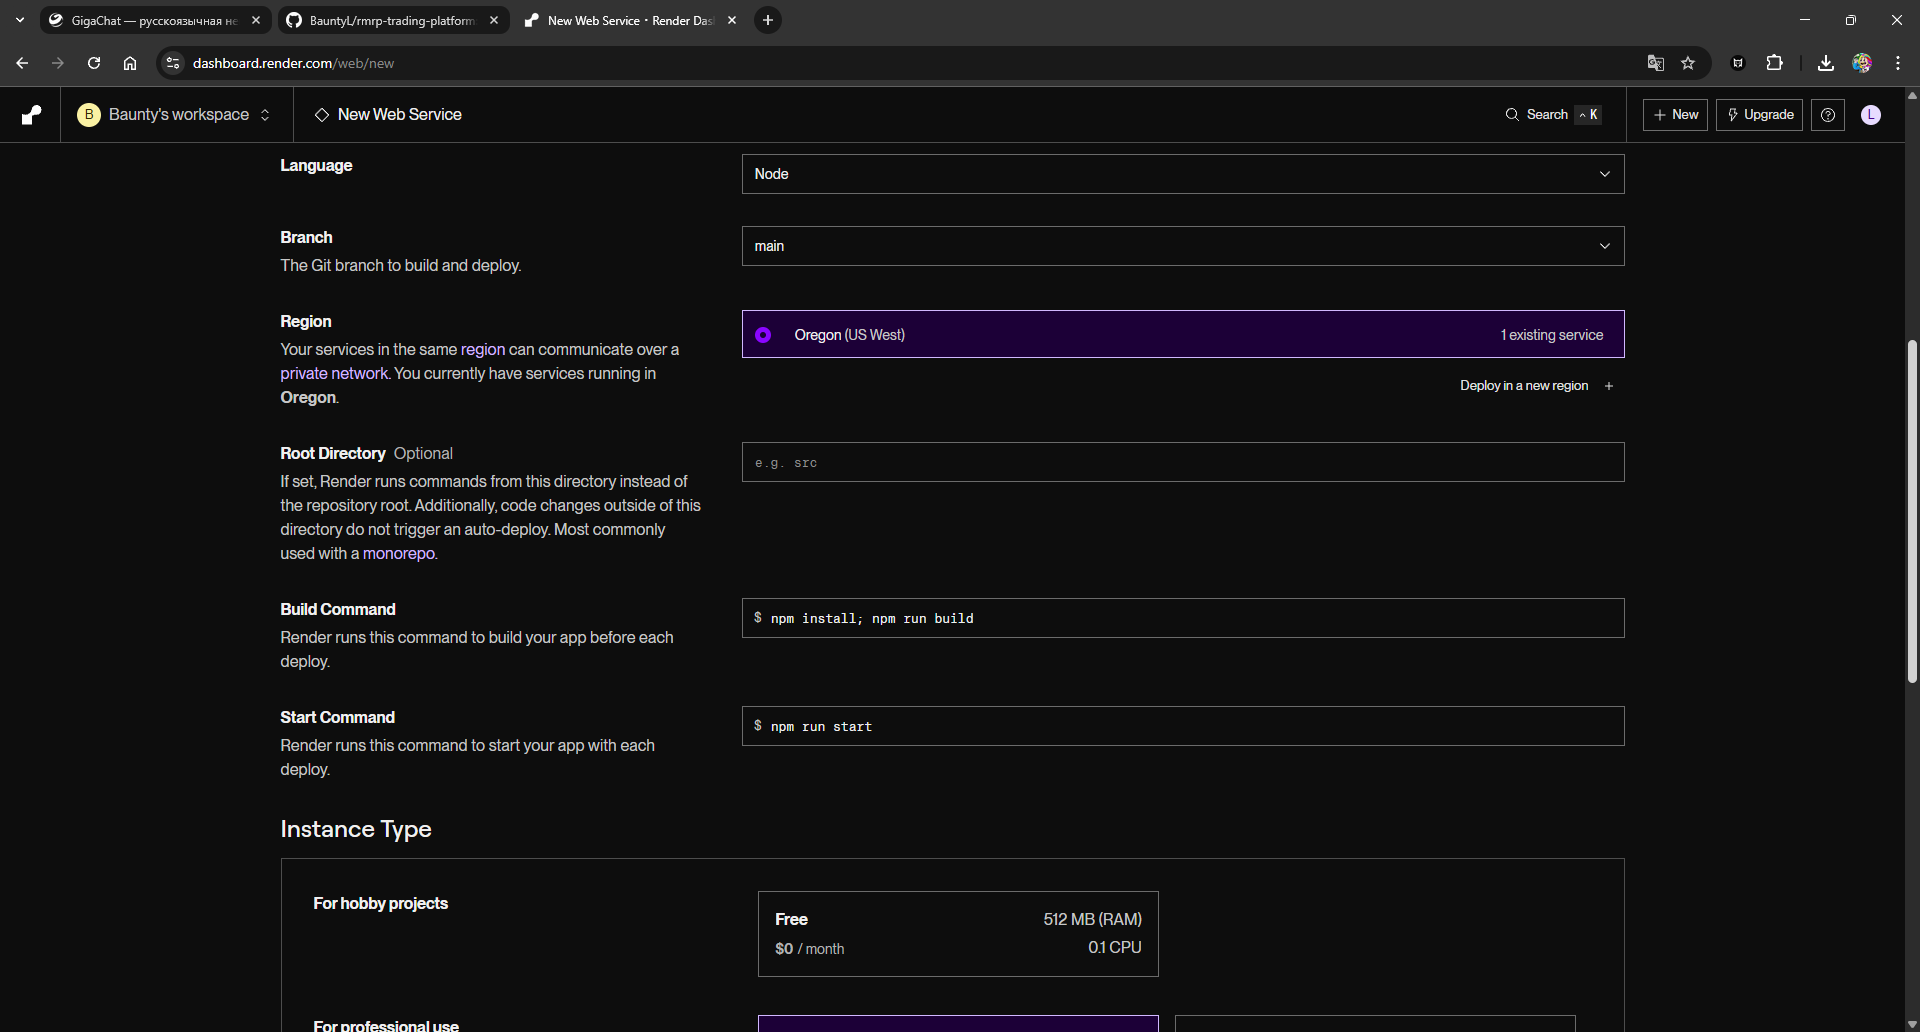 GigaChat — русскоязычная не
BauntyL/rmrp-trading-platform
New Web Service · Render Das
dashboard.render.com/web/new
B Baunty's workspace
New Web Service
Search ^ K
+ New
Upgrade
L
Language
Node
Branch
The Git branch to build and deploy.
main
Region
Your services in the same region can communicate over a
private network. You currently have services running in
Oregon.
Oregon (US West)
1 existing service
Deploy in a new region +
Root Directory Optional
If set, Render runs commands from this directory instead of
the repository root. Additionally, code changes outside of this
directory do not trigger an auto-deploy. Most commonly
used with a monorepo.
e.g. src
Build Command
Render runs this command to build your app before each
deploy.
$ npm install; npm run build
Start Command
Render runs this command to start your app with each
deploy.
$ npm run start
Instance Type
For hobby projects
Free
512 MB (RAM)
$0 / month
0.1 CPU
For professional use